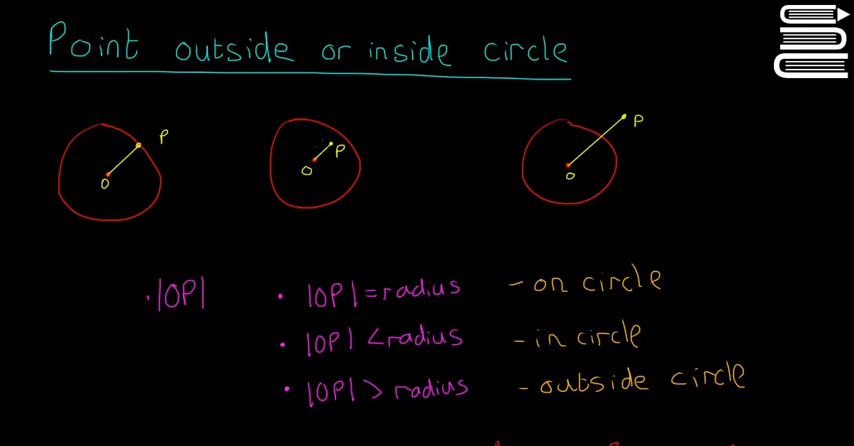 Point outside or inside circle
P
O
P
O
P
O
·|OP|
· |OP| = radius - on circle
· |OP| < radius - in circle
· |OP| > radius - outside circle